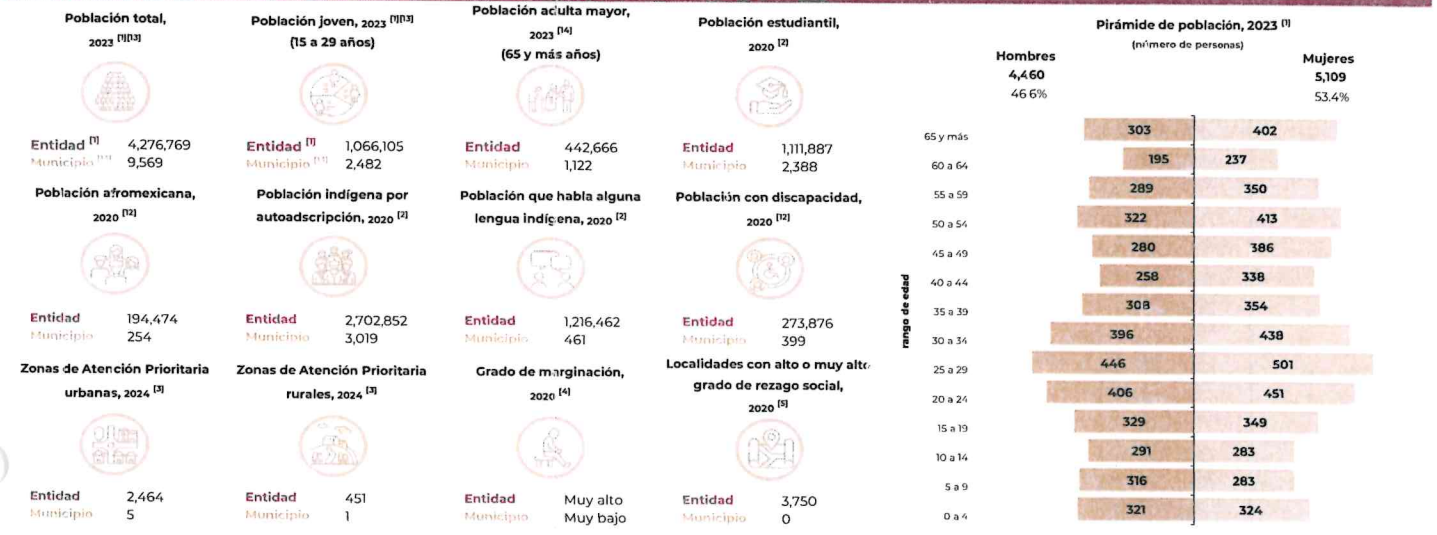 Población total,
2023 [1][13]
Entidad [1] 4,276,769
Municipio 9,569
Población joven, 2023 [1][13]
(15 a 29 años)
Entidad [1] 1,066,105
Municipio 2,482
Población adulta mayor,
2023 [14]
(65 y más años)
Entidad 442,666
Municipio 1,122
Población estudiantil,
2020 [2]
Entidad 1,111,887
Municipio 2,388
Población afromexicana,
2020 [12]
Entidad 194,474
Municipio 254
Población indígena por
autoadscripción, 2020 [2]
Entidad 2,702,852
Municipio 3,019
Población que habla alguna
lengua indígena, 2020 [2]
Entidad 1,216,462
Municipio 461
Población con discapacidad,
2020 [12]
Entidad 273,876
Municipio 399
Zonas de Atención Prioritaria
urbanas, 2024 [3]
Entidad 2,464
Municipio 5
Zonas de Atención Prioritaria
rurales, 2024 [3]
Entidad 451
Municipio 1
Grado de marginación,
2020 [4]
Entidad Muy alto
Municipio Muy bajo
Localidades con alto o muy alto
grado de rezago social,
2020 [5]
Entidad 3,750
Municipio 0
Pirámide de población, 2023 [1]
(número de personas)
Hombres Mujeres
4,460 5,109
46.6% 53.4%
rango de edad
65 y más 303 402
60 a 64 195 237
55 a 59 289 350
50 a 54 322 413
45 a 49 280 386
40 a 44 258 338
35 a 39 308 354
30 a 34 396 438
25 a 29 446 501
20 a 24 406 451
15 a 19 329 349
10 a 14 291 283
5 a 9 316 283
0 a 4 321 324